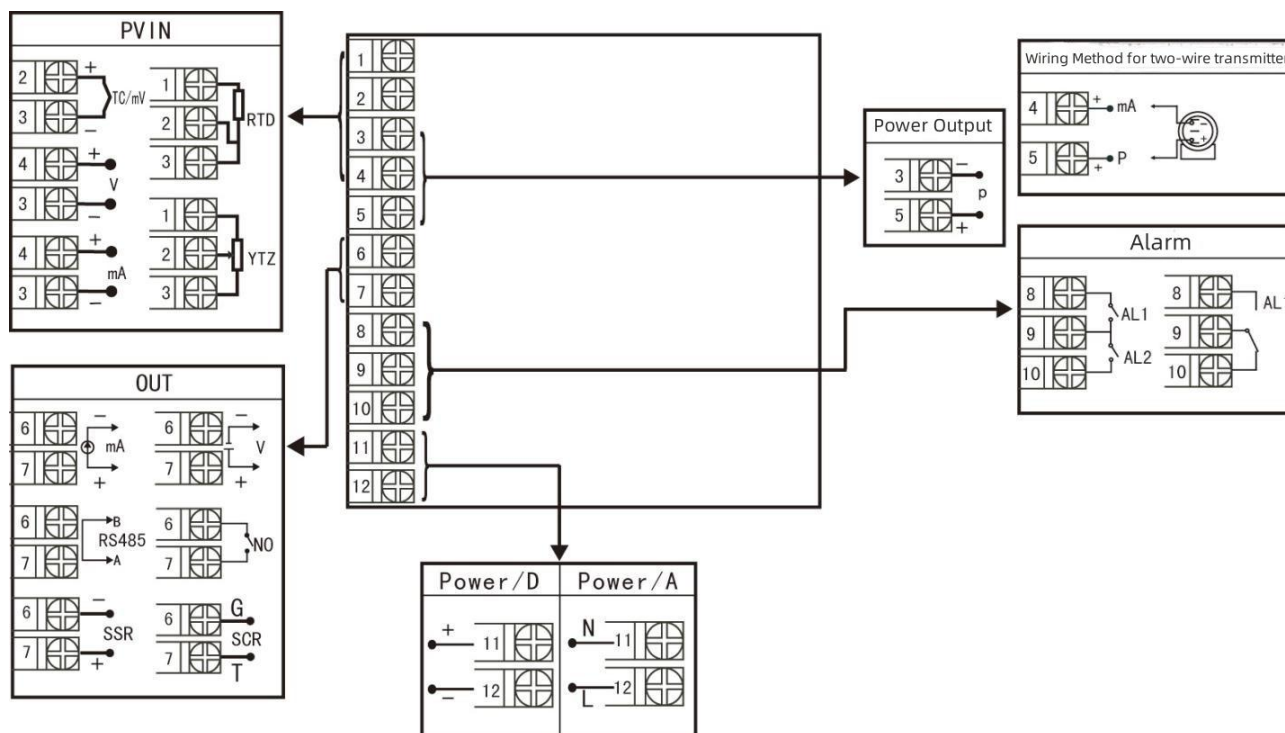 PVIN
2
+
TC/mV
3
−
4
+
V
3
−
4
+
mA
3
−
1
RTD
2
3
1
2
YTZ
3
1
2
3
4
5
6
7
8
9
10
11
12
Power Output
3
−
p
5
+
Wiring Method for two-wire transmitter
4
+
mA
5
+
P
−
+
Alarm
8
AL1
9
AL2
10
8
AL1
9
10
OUT
6
−
mA
7
+
6
−
V
7
+
6
B
RS485
7
A
6
NO
7
6
−
SSR
7
+
6
G
SCR
7
T
Power/D
Power/A
+
11
−
12
N
11
L
12